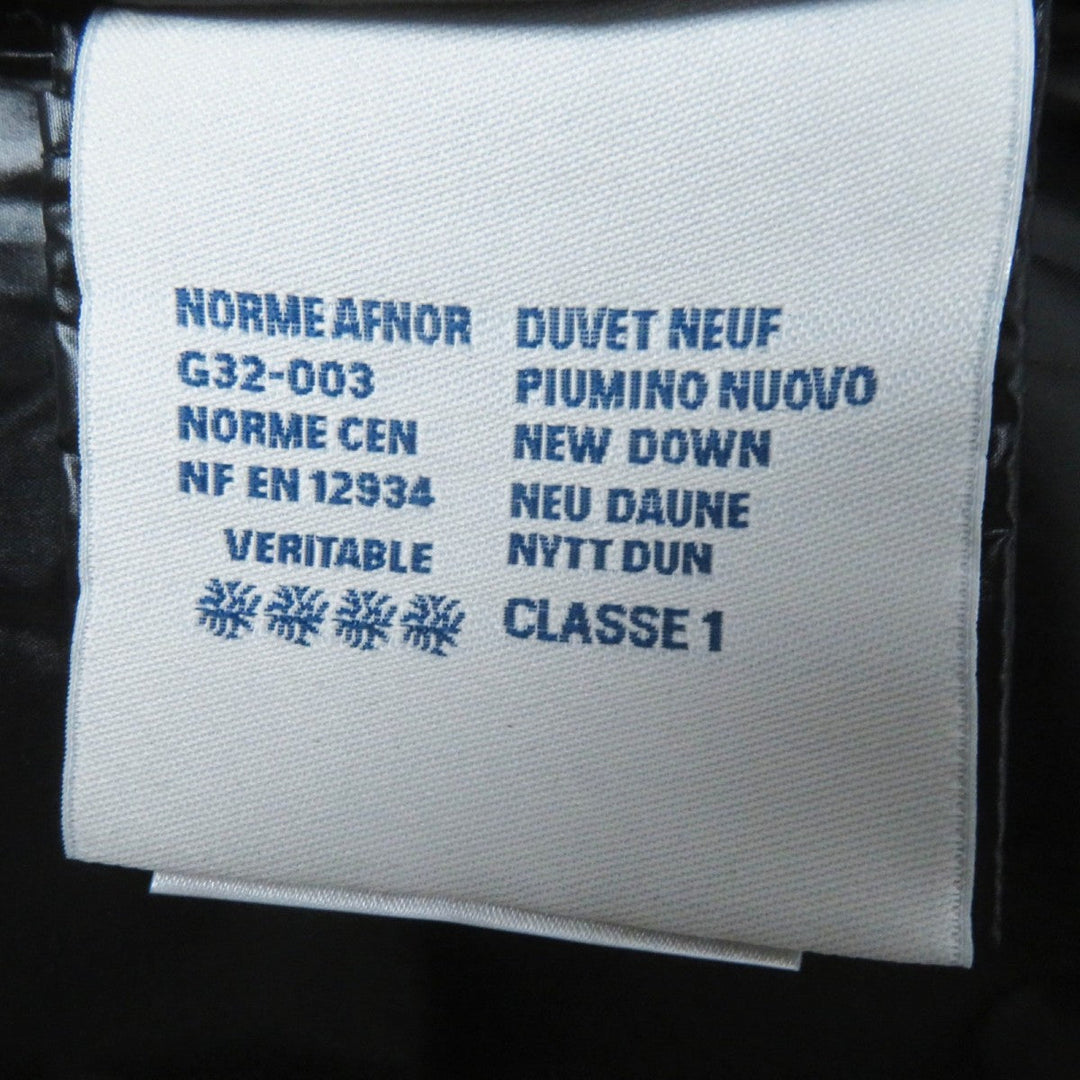 NORME AFNOR
G32-003
NORME CEN
NF EN 12934
VERITABLE
DUVET NEUF
PIUMINO NUOVO
NEW DOWN
NEU DAUNE
NYTT DUN
CLASSE 1